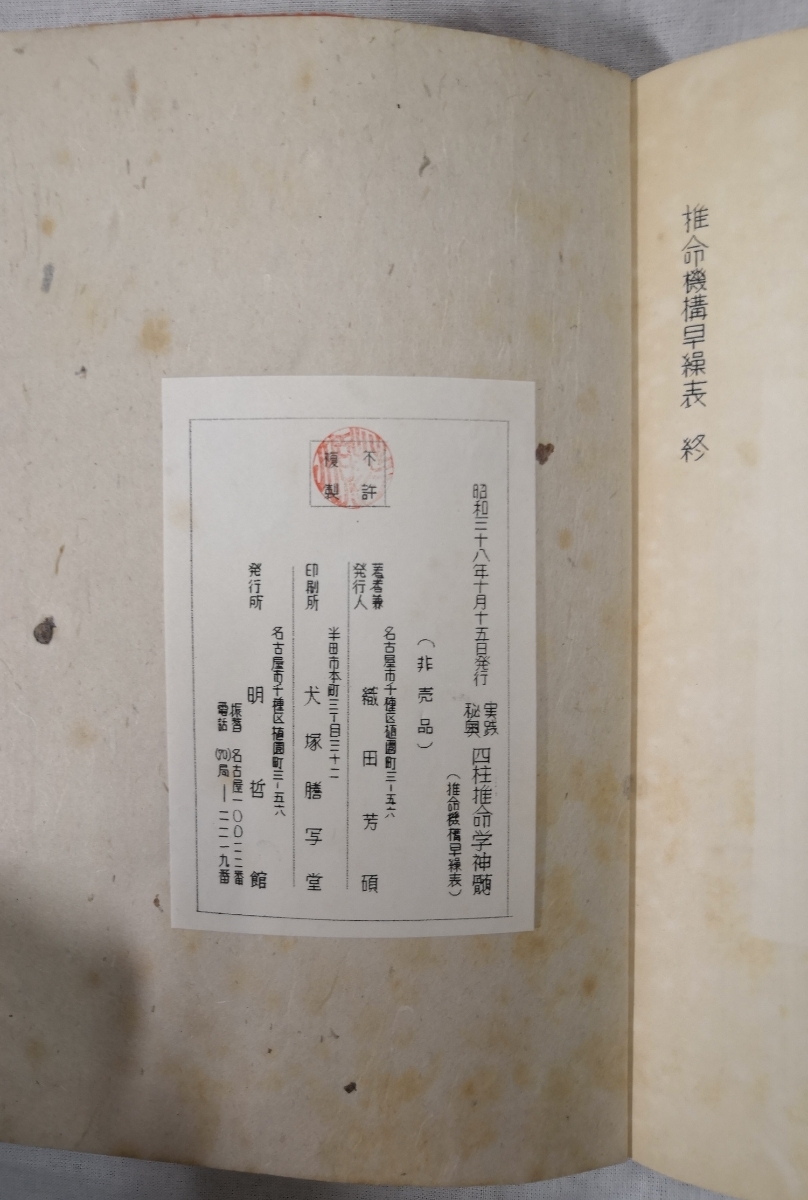 推命機構早繰表 終
昭和三十八年十月十五日発行
実践
秘奥
四柱推命学神髄
(推命機構早繰表)
(非売品)
不許
複製
著者兼
発行人
名古屋市千種区植園町三ー五六
織田芳碩
印刷所
半田市本町三丁目三十二
犬塚謄写堂
発行所
名古屋市千種区植園町三ー五六
明哲館
振替 名古屋一〇〇二二番
電話 (70)局ー二二一九番